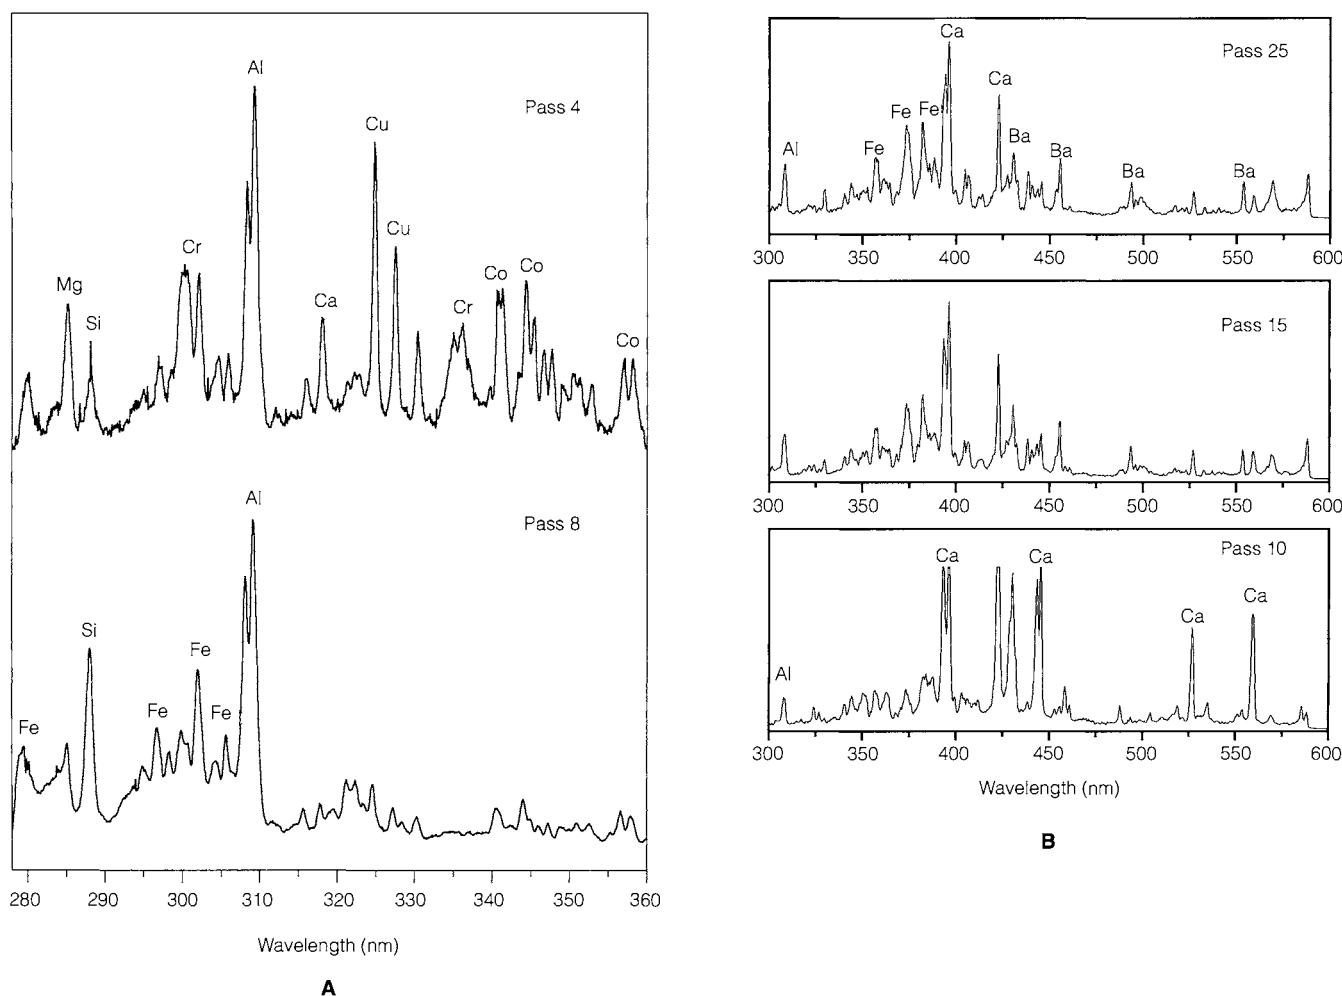 Al
Pass 4
Cu
Cu
Cr
Mg
Si
Ca
Cr
Co
Co
Co
Al
Pass 8
Si
Fe
Fe
Fe
Fe
280 290 300 310 320 330 340 350 360
Wavelength (nm)
A
Ca
Pass 25
Ca
Fe
Fe
Ba
Al
Fe
Ba
Ba
Ba
300 350 400 450 500 550 600
Pass 15
300 350 400 450 500 550 600
Pass 10
Ca
Ca
Ca
Ca
Al
300 350 400 450 500 550 600
Wavelength (nm)
B